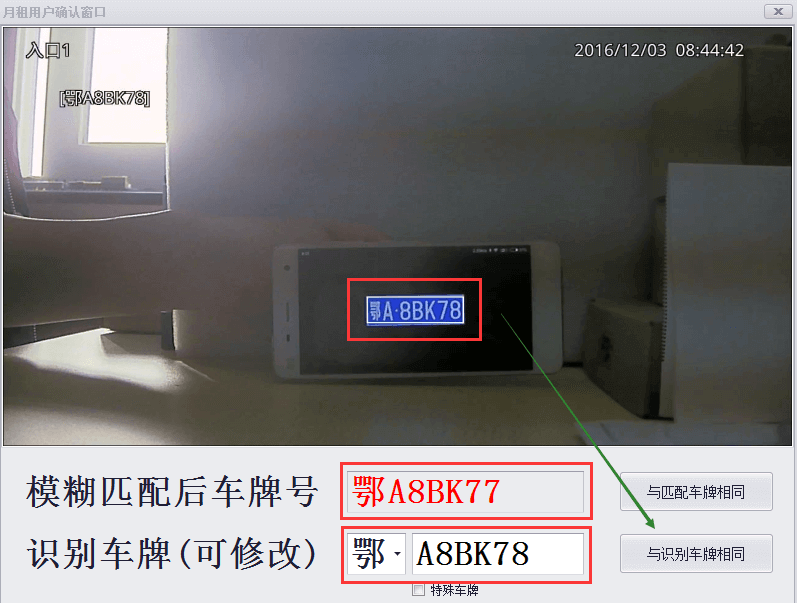 月租用户确认窗口
入口1
2016/12/03 08:44:42
[鄂A8BK78]
鄂A·8BK78
模糊匹配后车牌号
鄂A8BK77
与匹配车牌相同
识别车牌(可修改)
鄂 A8BK78
与识别车牌相同
特殊车牌